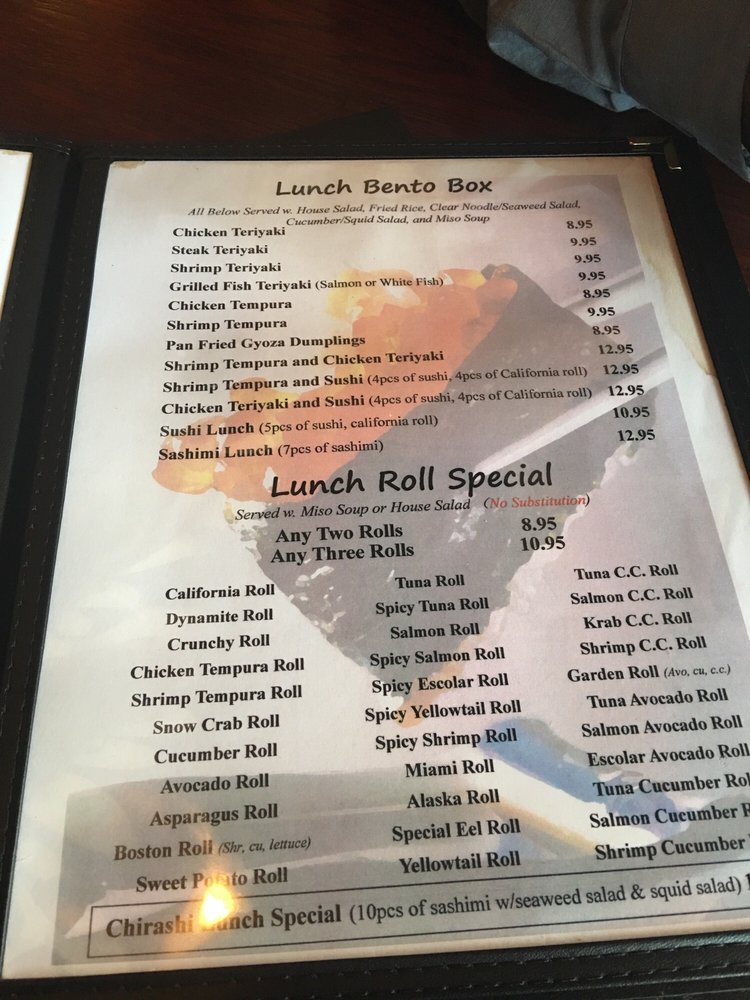 Lunch Bento Box
All Below Served w. House Salad, Fried Rice, Clear Noodle/Seaweed Salad,
Cucumber/Squid Salad, and Miso Soup
Chicken Teriyaki 8.95
Steak Teriyaki 9.95
Shrimp Teriyaki 9.95
Grilled Fish Teriyaki (Salmon or White Fish) 9.95
Chicken Tempura 8.95
Shrimp Tempura 9.95
Pan Fried Gyoza Dumplings 8.95
Shrimp Tempura and Chicken Teriyaki 12.95
Shrimp Tempura and Sushi (4pcs of sushi, 4pcs of California roll) 12.95
Chicken Teriyaki and Sushi (4pcs of sushi, 4pcs of California roll) 12.95
Sushi Lunch (5pcs of sushi, california roll) 10.95
Sashimi Lunch (7pcs of sashimi) 12.95
Lunch Roll Special
Served w. Miso Soup or House Salad (No Substitution)
Any Two Rolls 8.95
Any Three Rolls 10.95
California Roll
Dynamite Roll
Crunchy Roll
Chicken Tempura Roll
Shrimp Tempura Roll
Snow Crab Roll
Cucumber Roll
Avocado Roll
Asparagus Roll
Boston Roll (Shr, cu, lettuce)
Sweet Potato Roll
Tuna Roll
Spicy Tuna Roll
Salmon Roll
Spicy Salmon Roll
Spicy Escolar Roll
Spicy Yellowtail Roll
Spicy Shrimp Roll
Miami Roll
Alaska Roll
Special Eel Roll
Yellowtail Roll
Tuna C.C. Roll
Salmon C.C. Roll
Krab C.C. Roll
Shrimp C.C. Roll
Garden Roll (Avo, cu, c.c.)
Tuna Avocado Roll
Salmon Avocado Roll
Escolar Avocado Roll
Tuna Cucumber Rol
Salmon Cucumber
Shrimp Cucumber
Chirashi Lunch Special (10pcs of sashimi w/seaweed salad & squid salad)